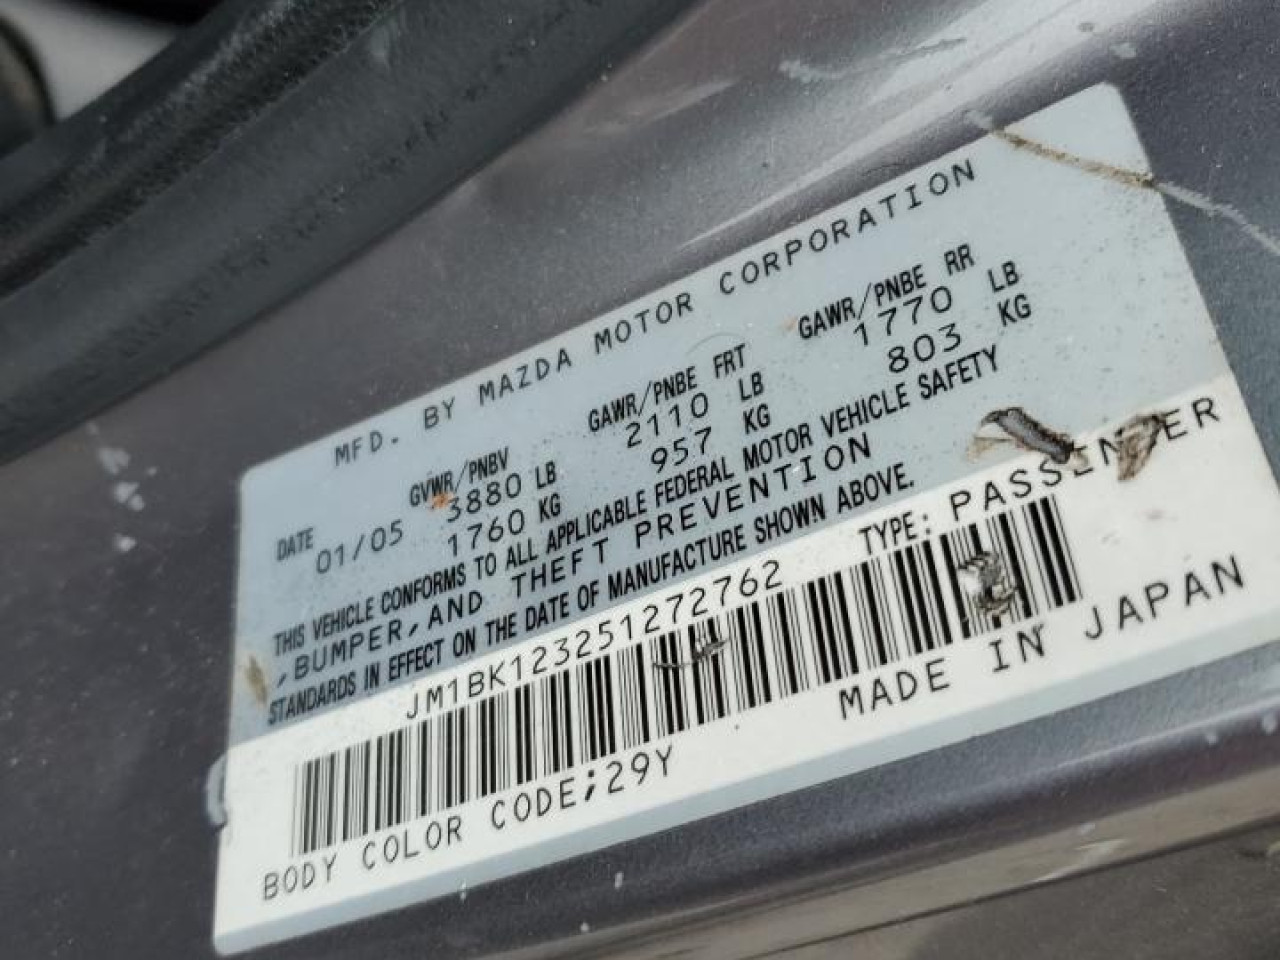 MFD. BY MAZDA MOTOR CORPORATION
DATE GVWR/PNBV GAWR/PNBE FRT GAWR/PNBE RR
01/05 3880 LB 2110 LB 1770 LB
1760 KG 957 KG 803 KG
THIS VEHICLE CONFORMS TO ALL APPLICABLE FEDERAL MOTOR VEHICLE SAFETY
,BUMPER,AND THEFT PREVENTION
STANDARDS IN EFFECT ON THE DATE OF MANUFACTURE SHOWN ABOVE.
JM1BK123251272762 TYPE: PASSENGER
BODY COLOR CODE;29Y MADE IN JAPAN